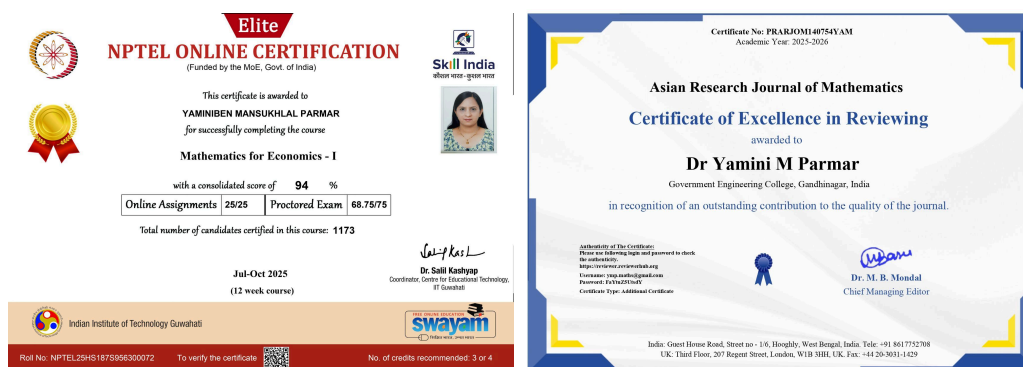 Elite
NPTEL ONLINE CERTIFICATION
(Funded by the MoE, Govt. of India)
Skill India
कौशल भारत - कुशल भारत
This certificate is awarded to
YAMINIBEN MANSUKHLAL PARMAR
for successfully completing the course
Mathematics for Economics - I
with a consolidated score of 94 %
Online Assignments 25/25 Proctored Exam 68.75/75
Total number of candidates certified in this course: 1173
Jul-Oct 2025
(12 week course)
Dr. Salil Kashyap
Coordinator, Centre for Educational Technology,
IIT Guwahati
Indian Institute of Technology Guwahati
FREE ONLINE EDUCATION
swayam
Roll No: NPTEL25HS187S956300072 To verify the certificate No. of credits recommended: 3 or 4
Certificate No: PRARJOM140754YAM
Academic Year: 2025-2026
Asian Research Journal of Mathematics
Certificate of Excellence in Reviewing
awarded to
Dr Yamini M Parmar
Government Engineering College, Gandhinagar, India
in recognition of an outstanding contribution to the quality of the journal.
Authenticity of The Certificate:
Please use following login and password to check
the authenticity.
https://reviewer.reviewerhub.org
Username: ymp.maths@gmail.com
Password:
Certificate Type: Additional Certificate
Dr. M. B. Mondal
Chief Managing Editor
India: Guest House Road, Street no - 1/6, Hooghly, West Bengal, India. Tele: +91 8617752708
UK: Third Floor, 207 Regent Street, London, W1B 3HH, UK. Fax: +44 20-3031-1429